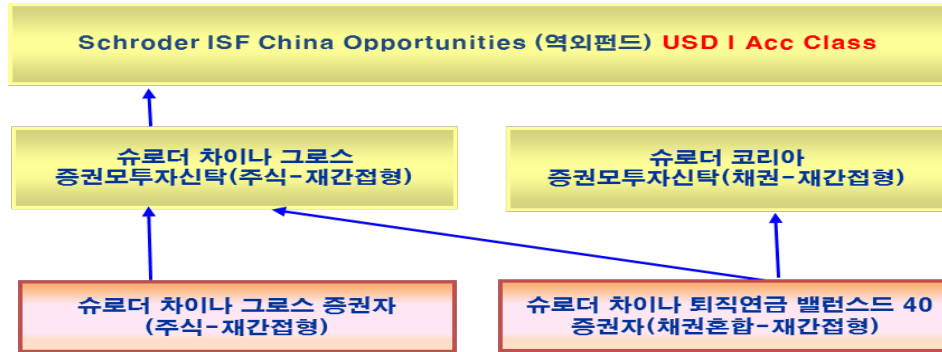 Schroder ISF China Opportunities (역외펀드) USD I Acc Class
슈로더 차이나 그로스
증권모투자신탁(주식-재간접형)
슈로더 코리아
증권모투자신탁(채권-재간접형)
슈로더 차이나 그로스 증권자
(주식-재간접형)
슈로더 차이나 퇴직연금 밸런스드 40
증권자(채권혼합-재간접형)